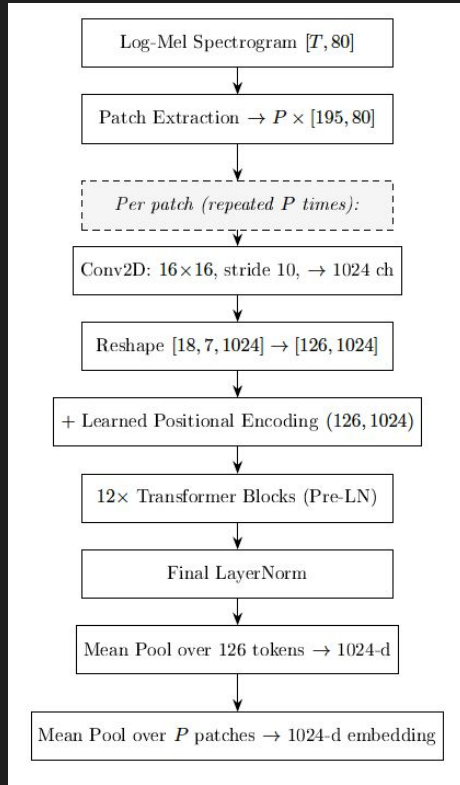 Log-Mel Spectrogram [T, 80]
Patch Extraction → P × [195, 80]
Per patch (repeated P times):
Conv2D: 16×16, stride 10, → 1024 ch
Reshape [18, 7, 1024] → [126, 1024]
+ Learned Positional Encoding (126, 1024)
12× Transformer Blocks (Pre-LN)
Final LayerNorm
Mean Pool over 126 tokens → 1024-d
Mean Pool over P patches → 1024-d embedding